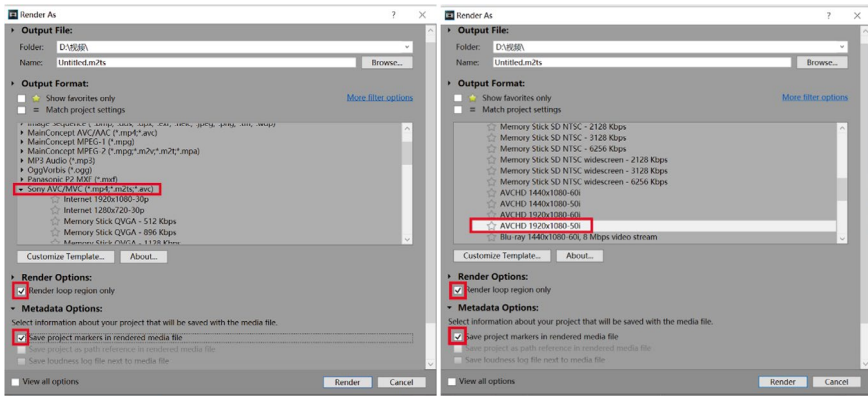 Render As
Output File:
Folder: D:\视频\
Name: Untitled.m2ts Browse...
Output Format:
Show favorites only More filter options
= Match project settings
MainConcept AVC/AAC (*.mp4;*.avc)
MainConcept MPEG-1 (*.mpg)
MainConcept MPEG-2 (*.mpg;*.m2v;*.m2t;*.mpa)
MP3 Audio (*.mp3)
OggVorbis (*.ogg)
Panasonic P2 MXF (*.mxf)
Sony AVC/MVC (*.mp4;*.m2ts;*.avc)
Internet 1920x1080-30p
Internet 1280x720-30p
Memory Stick QVGA - 512 Kbps
Memory Stick QVGA - 896 Kbps
Memory Stick QVGA - 1128 Kbps
Customize Template... About...
Render Options:
Render loop region only
Metadata Options:
Select information about your project that will be saved with the media file.
Save project markers in rendered media file
Save project as path reference in rendered media file
Save loudness log file next to media file
View all options Render Cancel
Render As
Output File:
Folder: D:\视频\
Name: Untitled.m2ts Browse...
Output Format:
Show favorites only More filter options
= Match project settings
Memory Stick SD NTSC - 2128 Kbps
Memory Stick SD NTSC - 3128 Kbps
Memory Stick SD NTSC - 6256 Kbps
Memory Stick SD NTSC widescreen - 2128 Kbps
Memory Stick SD NTSC widescreen - 3128 Kbps
Memory Stick SD NTSC widescreen - 6256 Kbps
AVCHD 1440x1080-60i
AVCHD 1440x1080-50i
AVCHD 1920x1080-60i
AVCHD 1920x1080-50i
Blu-ray 1440x1080-60i, 8 Mbps video stream
Customize Template... About...
Render Options:
Render loop region only
Metadata Options:
Select information about your project that will be saved with the media file.
Save project markers in rendered media file
Save project as path reference in rendered media file
Save loudness log file next to media file
View all options Render Cancel